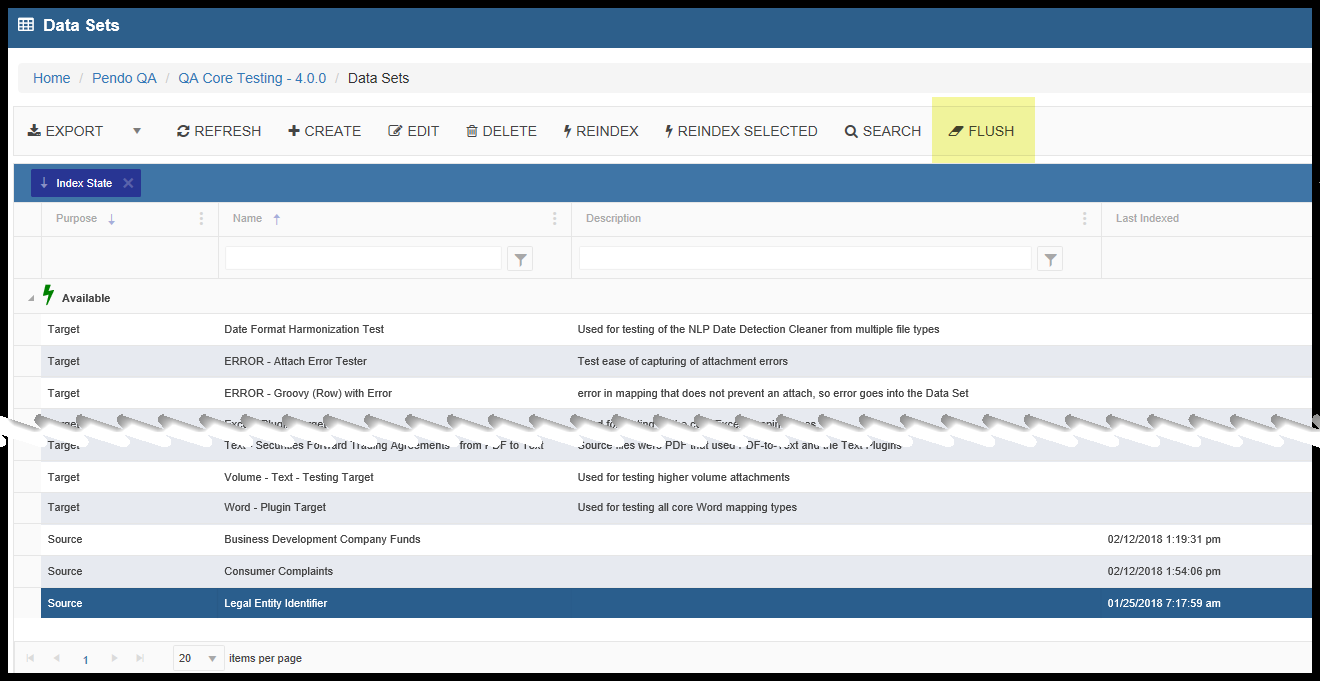 Data Sets
Home / Pendo QA / QA Core Testing - 4.0.0 / Data Sets
EXPORT REFRESH CREATE EDIT DELETE REINDEX REINDEX SELECTED SEARCH FLUSH
Index State
Purpose Name Description Last Indexed
Available
Target Date Format Harmonization Test Used for testing of the NLP Date Detection Cleaner from multiple file types
Target ERROR - Attach Error Tester Test ease of capturing of attachment errors
Target ERROR - Groovy (Row) with Error error in mapping that does not prevent an attach, so error goes into the Data Set
Target Text - Securities Forward Trading Agreements from PDF to Text Source files were PDF that used PDF-to-Text and the Text Plugins
Target Volume - Text - Testing Target Used for testing higher volume attachments
Target Word - Plugin Target Used for testing all core Word mapping types
Source Business Development Company Funds 02/12/2018 1:19:31 pm
Source Consumer Complaints 02/12/2018 1:54:06 pm
Source Legal Entity Identifier 01/25/2018 7:17:59 am
1 20 items per page